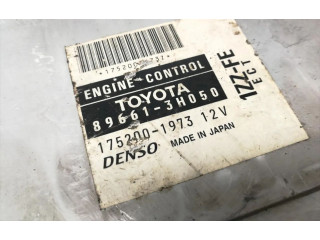 ENGINE-CONTROL
TOYOTA
89661-3H050
175200-1973 12V
DENSO MADE IN JAPAN
1ZZ-FE
ECT